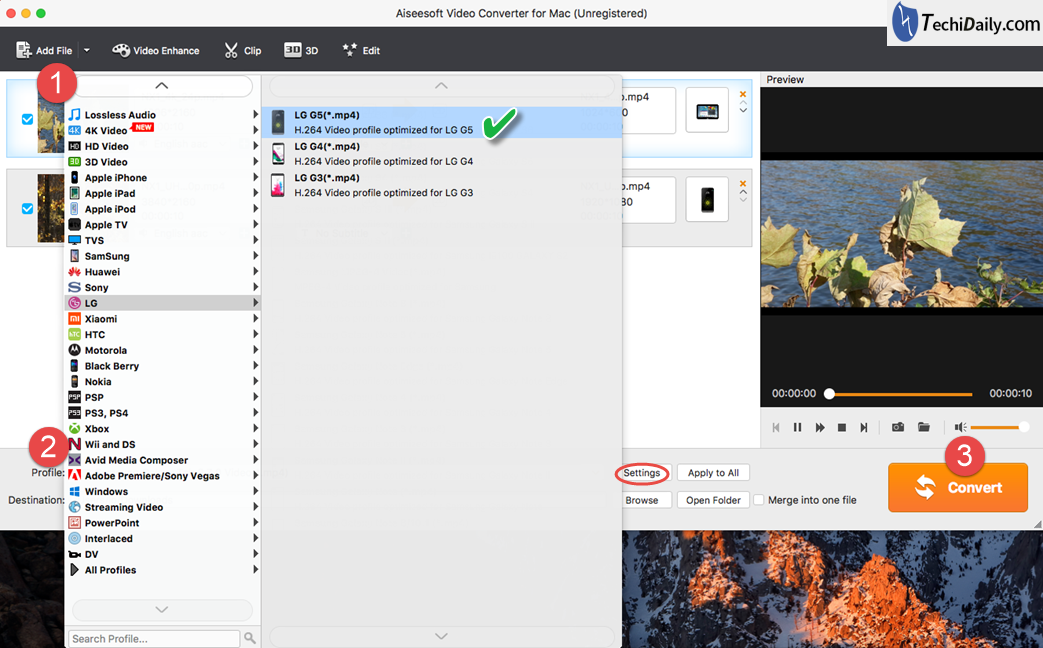 Aiseesoft Video Converter for Mac (Unregistered)
TechiDaily.com
Add File
Video Enhance
Clip
3D 3D
Edit
1
Lossless Audio
4K 4K Video NEW
HD HD Video
3D 3D Video
Apple iPhone
Apple iPad
Apple iPod
Apple TV
TVS
SamSung
Huawei
Sony
LG
Xiaomi
HTC
Motorola
Black Berry
Nokia
PSP
PS3, PS4
Xbox
Wii and DS
Avid Media Composer
Adobe Premiere/Sony Vegas
Windows
Streaming Video
PowerPoint
Interlaced
DV
All Profiles
Search Profile...
LG G5(*.mp4)
H.264 Video profile optimized for LG G5
LG G4(*.mp4)
H.264 Video profile optimized for LG G4
LG G3(*.mp4)
H.264 Video profile optimized for LG G3
.mp4
0
.mp4
80
Preview
00:00:00
00:00:10
2
Profile:
Settings
Apply to All
Destination:
Browse
Open Folder
Merge into one file
3
Convert